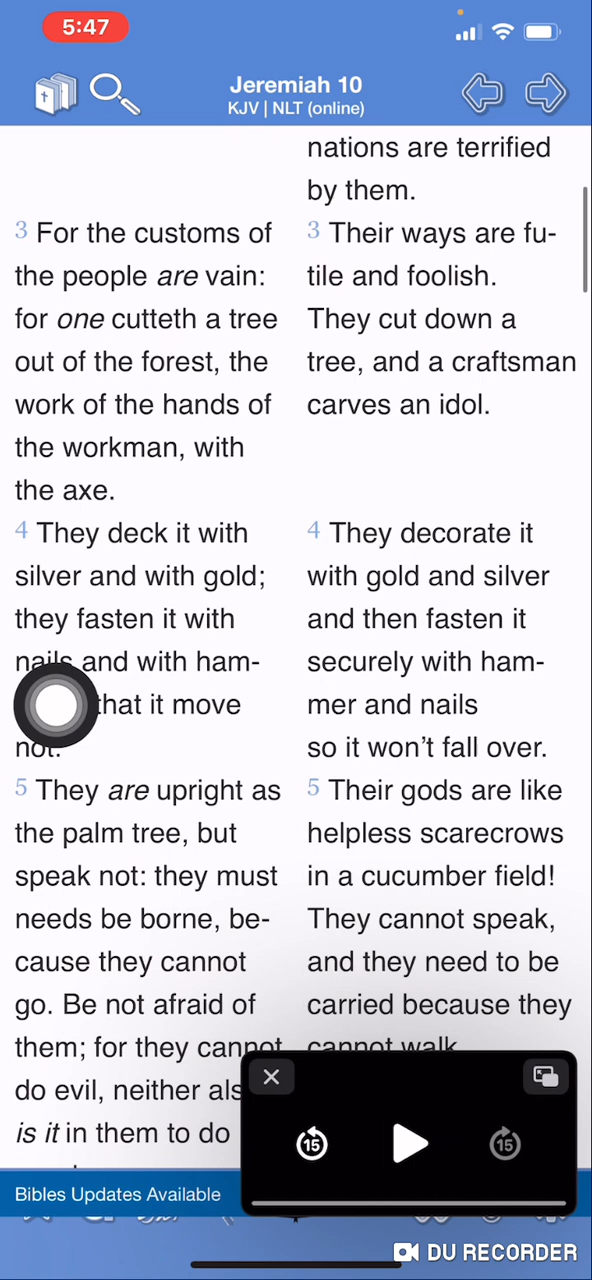 5:47
Jeremiah 10
KJV | NLT (online)
3 For the customs of
the people are vain:
for one cutteth a tree
out of the forest, the
work of the hands of
the workman, with
the axe.
4 They deck it with
silver and with gold;
they fasten it with
nails and with ham-
that it move
not.
5 They are upright as
the palm tree, but
speak not: they must
needs be borne, be-
cause they cannot
go. Be not afraid of
them; for they cannot
do evil, neither als
is it in them to do
nations are terrified
by them.
3 Their ways are fu-
tile and foolish.
They cut down a
tree, and a craftsman
carves an idol.
4 They decorate it
with gold and silver
and then fasten it
securely with ham-
mer and nails
so it won’t fall over.
5 Their gods are like
helpless scarecrows
in a cucumber field!
They cannot speak,
and they need to be
carried because they
cannot walk
15
15
Bibles Updates Available
DU RECORDER